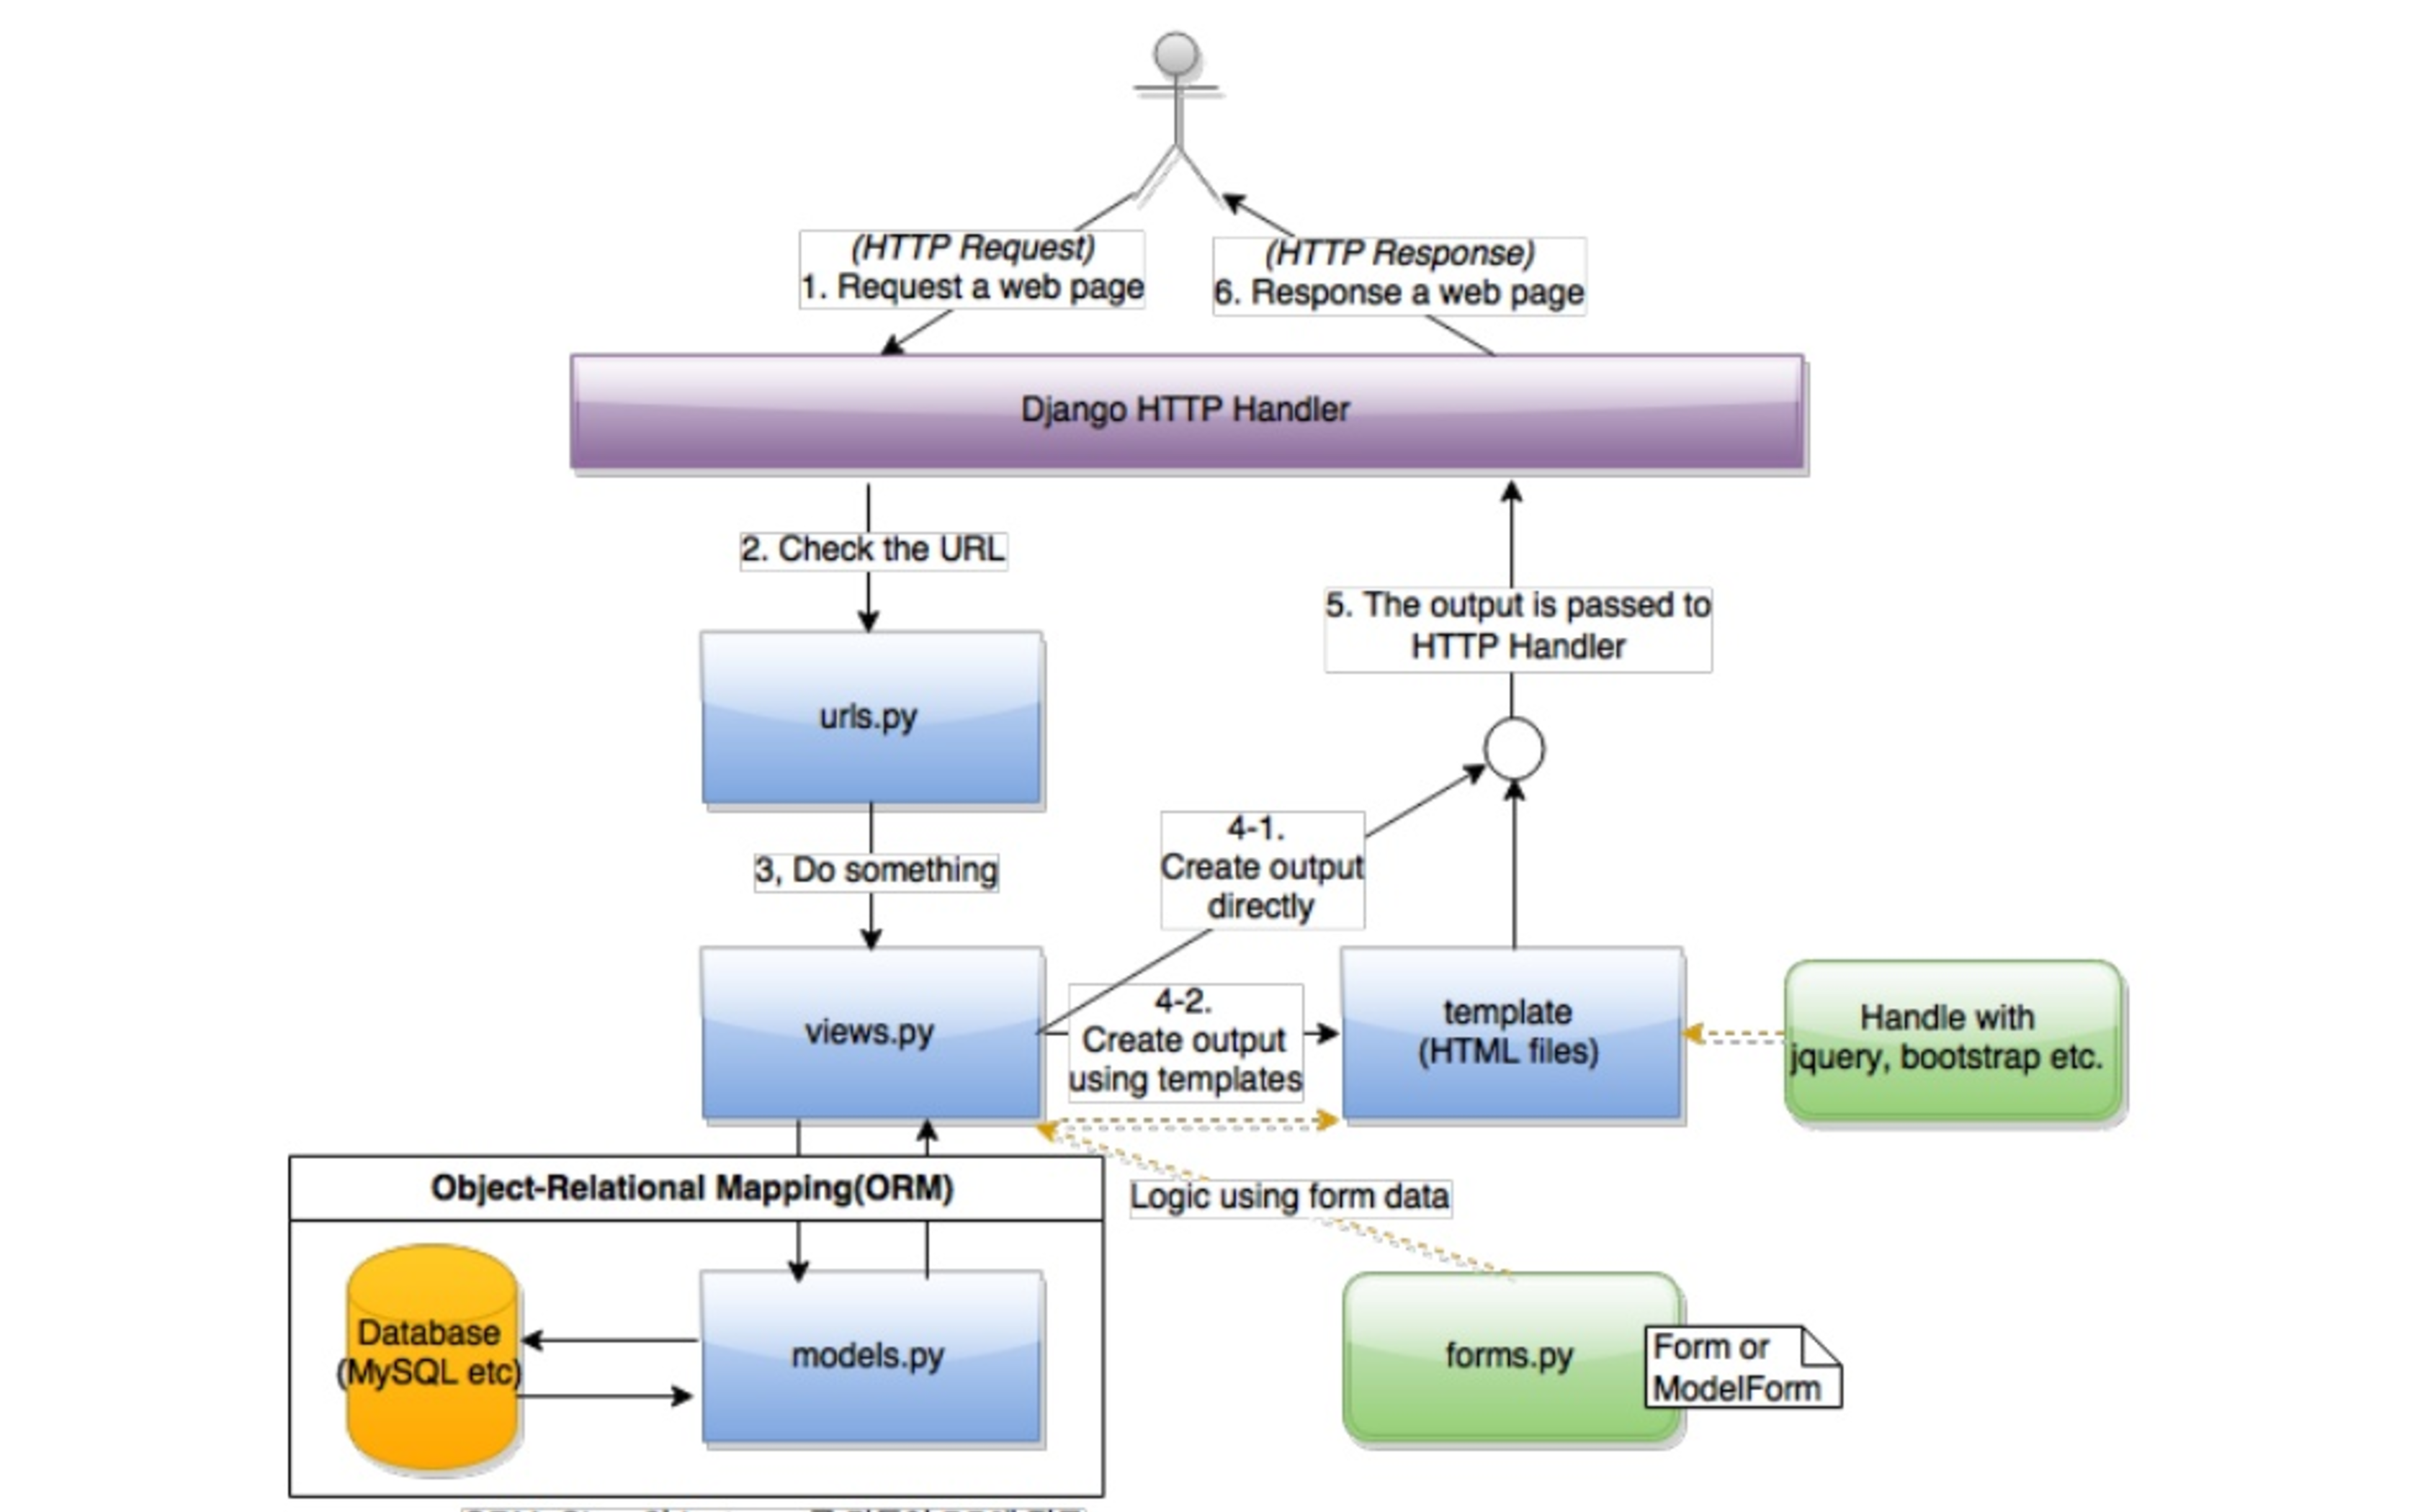 (HTTP Request)
1. Request a web page
(HTTP Response)
6. Response a web page
Django HTTP Handler
2. Check the URL
5. The output is passed to
HTTP Handler
urls.py
4-1.
Create output
directly
3, Do something
views.py
4-2.
Create output
using templates
template
(HTML files)
Handle with
jquery, bootstrap etc.
Object-Relational Mapping(ORM)
Logic using form data
Database
(MySQL etc)
models.py
forms.py
Form or
ModelForm